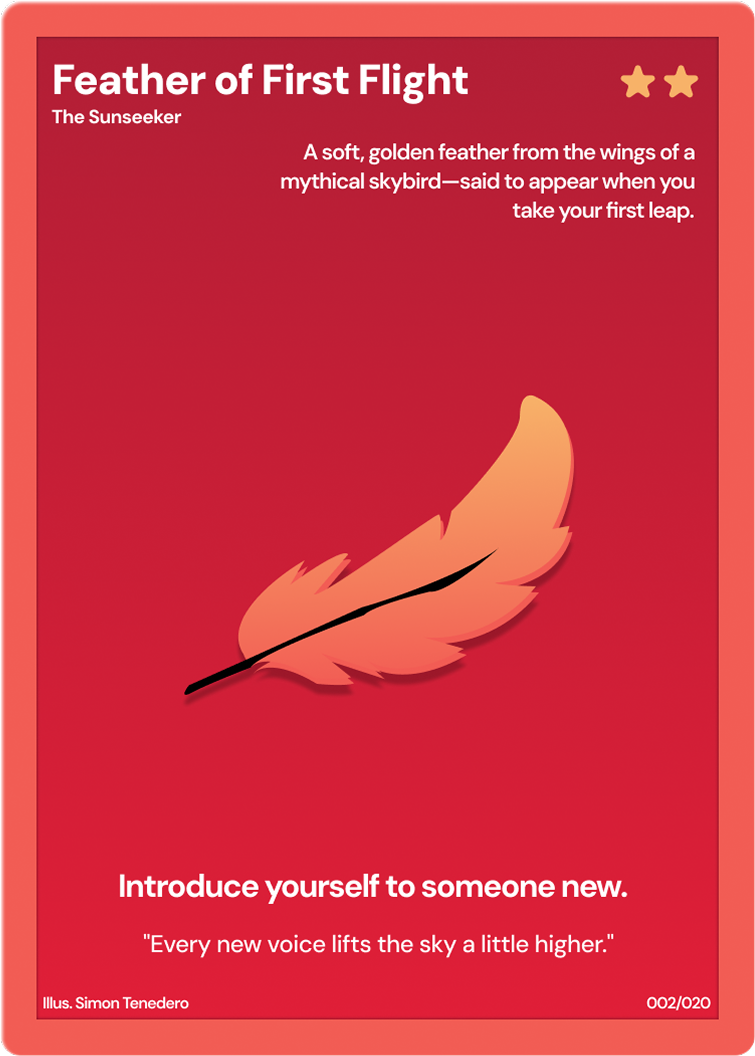 Feather of First Flight
The Sunseeker
A soft, golden feather from the wings of a
mythical skybird—said to appear when you
take your first leap.
Introduce yourself to someone new.
"Every new voice lifts the sky a little higher."
Illus. Simon Tenedero
002/020